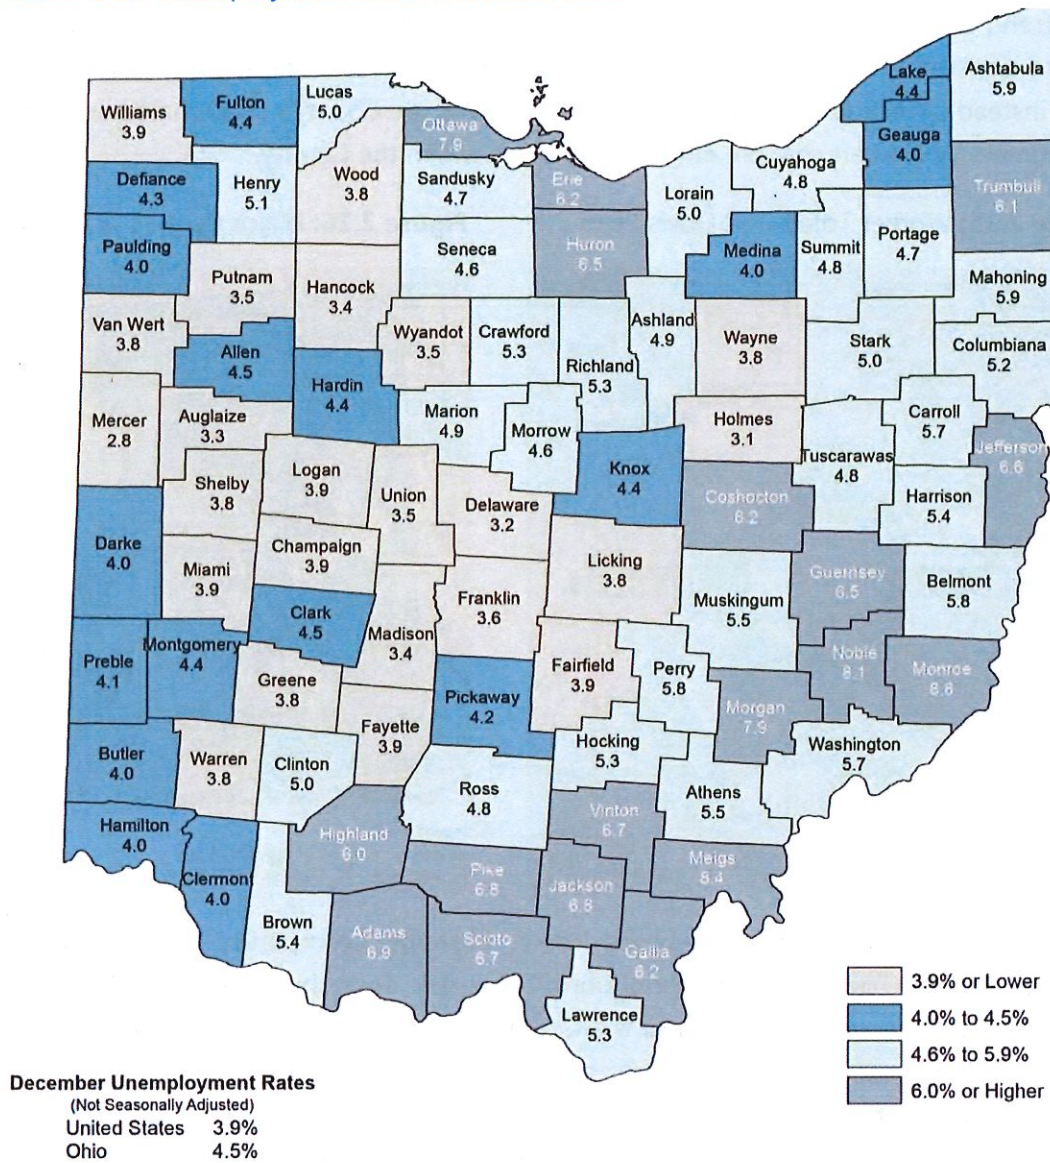 Williams
3.9
Fulton
4.4
Lucas
5.0
Ottawa
7.9
Lake
4.4
Ashtabula
5.9
Geauga
4.0
Defiance
4.3
Henry
5.1
Wood
3.8
Sandusky
4.7
Erie
6.2
Lorain
5.0
Cuyahoga
4.8
Trumbull
6.1
Paulding
4.0
Putnam
3.5
Hancock
3.4
Seneca
4.6
Huron
6.5
Medina
4.0
Summit
4.8
Portage
4.7
Mahoning
5.9
Van Wert
3.8
Allen
4.5
Hardin
4.4
Wyandot
3.5
Crawford
5.3
Richland
5.3
Ashland
4.9
Wayne
3.8
Stark
5.0
Columbiana
5.2
Mercer
2.8
Auglaize
3.3
Marion
4.9
Morrow
4.6
Holmes
3.1
Tuscarawas
4.8
Carroll
5.7
Jefferson
6.6
Shelby
3.8
Logan
3.9
Union
3.5
Delaware
3.2
Knox
4.4
Coshocton
Harrison
5.4
Darke
4.0
Miami
3.9
Champaign
3.9
Licking
3.8
Muskingum
5.5
Guernsey
6.5
Belmont
5.8
Clark
4.5
Madison
3.4
Franklin
3.6
Preble
4.1
Montgomery
4.4
Greene
3.8
Fayette
3.9
Pickaway
4.2
Fairfield
3.9
Perry
5.8
Morgan
7.9
Noble
8.1
Monroe
Butler
4.0
Warren
3.8
Clinton
5.0
Ross
4.8
Hocking
5.3
Athens
5.5
Washington
5.7
Hamilton
4.0
Clermont
4.0
Brown
5.4
Highland
6.0
Pike
6.8
Vinton
6.7
Jackson
6.8
Meigs
8.4
Adams
6.9
Scioto
6.7
Gallia
6.2
Lawrence
5.3
3.9% or Lower
4.0% to 4.5%
4.6% to 5.9%
6.0% or Higher
December Unemployment Rates
(Not Seasonally Adjusted)
United States 3.9%
Ohio 4.5%